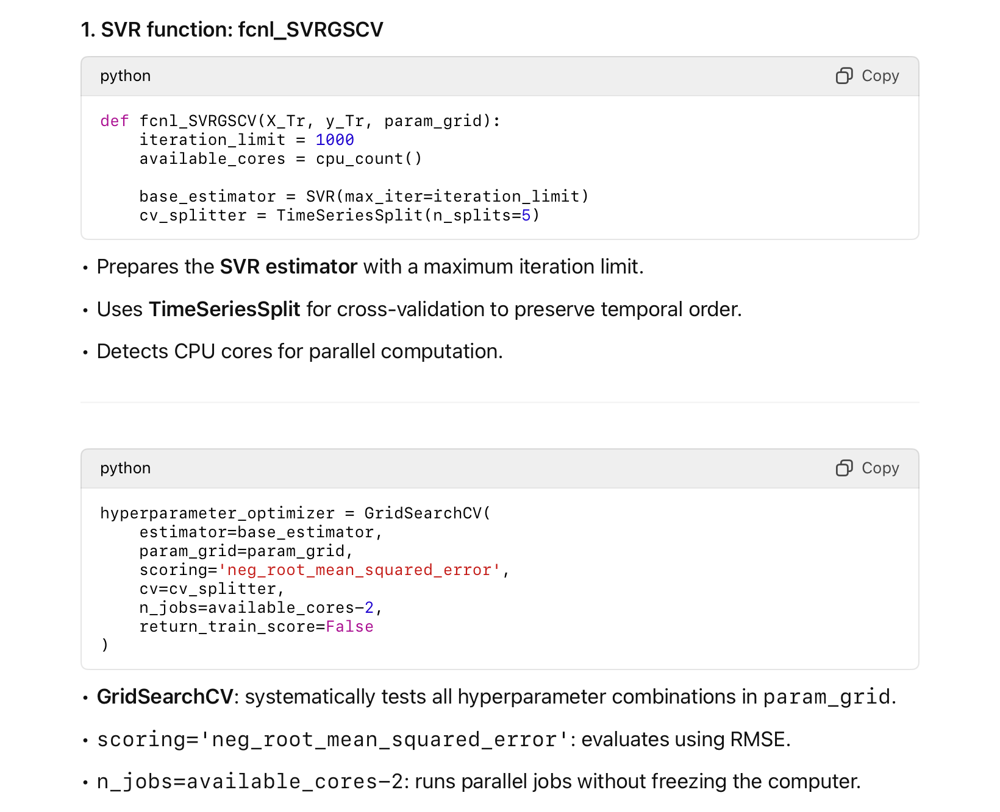 1. SVR function: fcnl_SVRGSCV
python
Copy
def fcnl_SVRGSCV(X_Tr, y_Tr, param_grid):
    iteration_limit = 1000
    available_cores = cpu_count()
    base_estimator = SVR(max_iter=iteration_limit)
    cv_splitter = TimeSeriesSplit(n_splits=5)
• Prepares the SVR estimator with a maximum iteration limit.
• Uses TimeSeriesSplit for cross-validation to preserve temporal order.
• Detects CPU cores for parallel computation.
python
Copy
hyperparameter_optimizer = GridSearchCV(
    estimator=base_estimator,
    param_grid=param_grid,
    scoring='neg_root_mean_squared_error',
    cv=cv_splitter,
    n_jobs=available_cores-2,
    return_train_score=False
)
• GridSearchCV: systematically tests all hyperparameter combinations in param_grid.
• scoring='neg_root_mean_squared_error': evaluates using RMSE.
• n_jobs=available_cores-2: runs parallel jobs without freezing the computer.